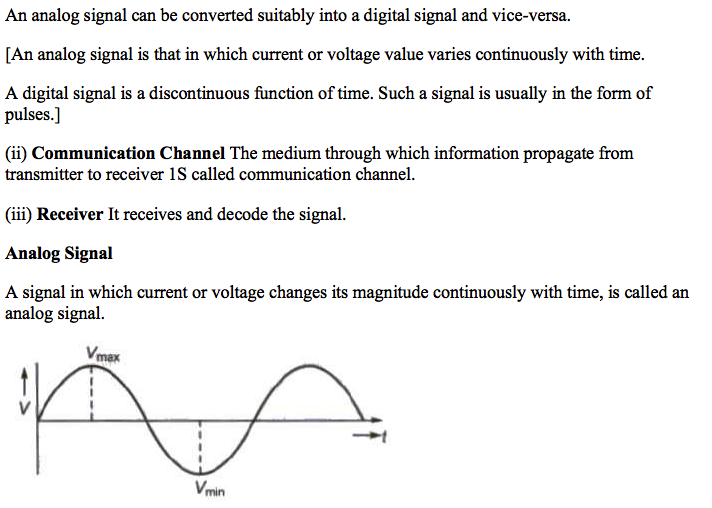 An analog signal can be converted suitably into a digital signal and vice-versa.
[An analog signal is that in which current or voltage value varies continuously with time.
A digital signal is a discontinuous function of time. Such a signal is usually in the form of
pulses.]
(ii) Communication Channel The medium through which information propagate from
transmitter to receiver 1S called communication channel.
(iii) Receiver It receives and decode the signal.
Analog Signal
A signal in which current or voltage changes its magnitude continuously with time, is called an
analog signal.
Vmax
V
t
Vmin